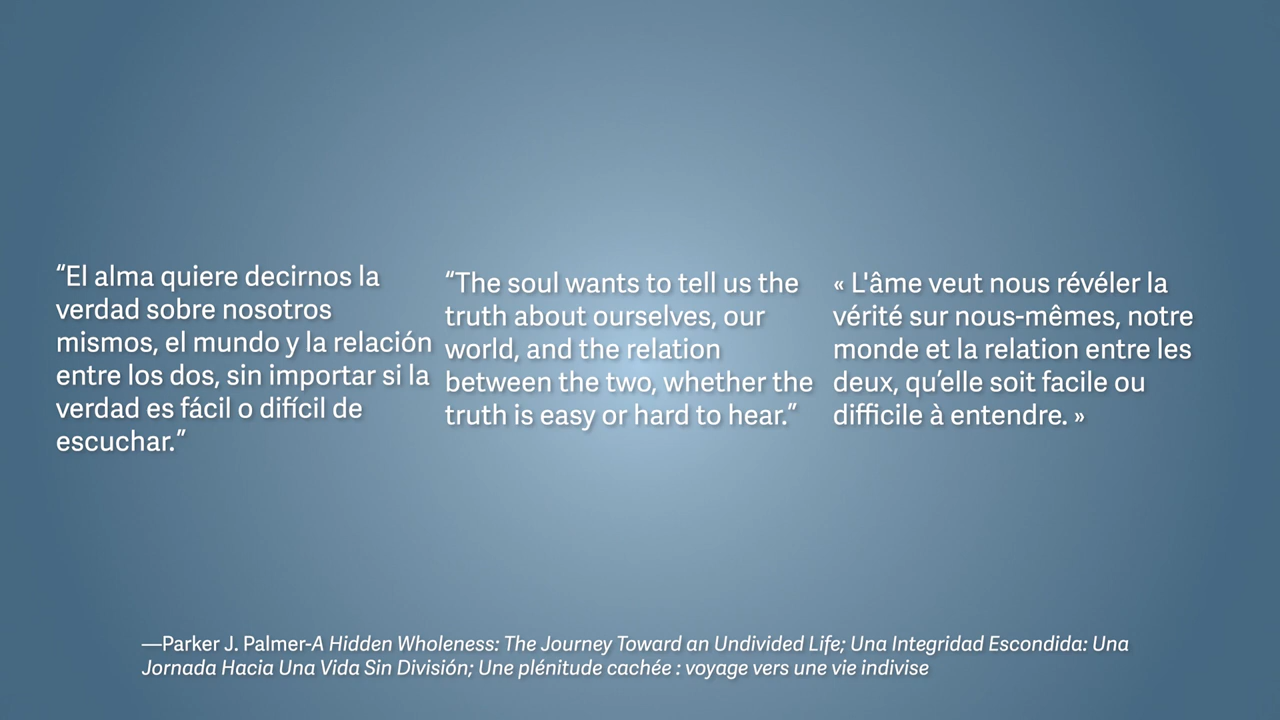 “El alma quiere decirnos la
verdad sobre nosotros
mismos, el mundo y la relación
entre los dos, sin importar si la
verdad es fácil o difícil de
escuchar.”
“The soul wants to tell us the
truth about ourselves, our
world, and the relation
between the two, whether the
truth is easy or hard to hear.”
« L'âme veut nous révéler la
vérité sur nous-mêmes, notre
monde et la relation entre les
deux, qu’elle soit facile ou
difficile à entendre. »
—Parker J. Palmer-A Hidden Wholeness: The Journey Toward an Undivided Life; Una Integridad Escondida: Una
Jornada Hacia Una Vida Sin División; Une plénitude cachée : voyage vers une vie indivise